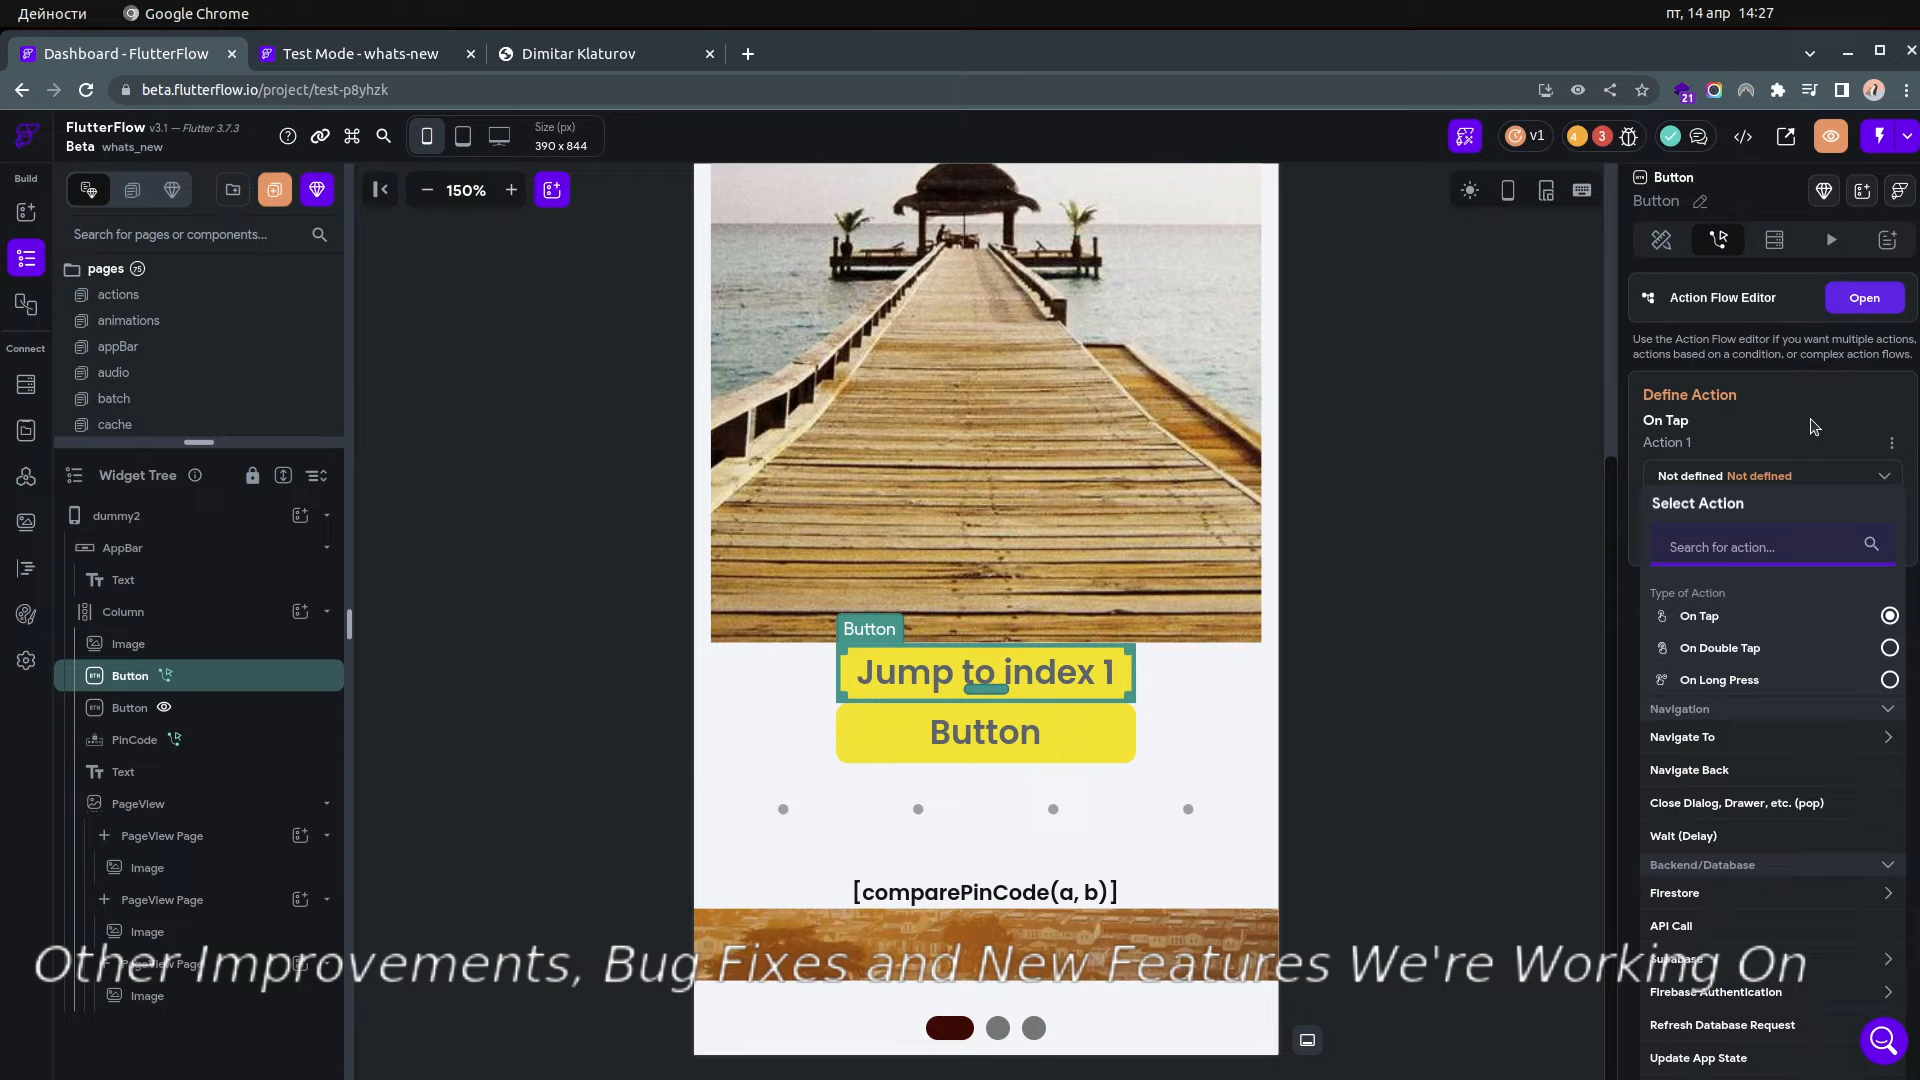 Дейности
Google Chrome
пт, 14 апр 14:27
Dashboard - FlutterFlow
Test Mode - whats-new
Dimitar Klaturov
beta.flutterflow.io/project/test-p8yhzk
21
FlutterFlow v3.1 — Flutter 3.7.3
Beta whats_new
Size (px)
390 x 844
v1
4
3
Build
150%
Search for pages or components...
pages 75
actions
animations
appBar
audio
batch
cache
Connect
Widget Tree
dummy2
AppBar
Text
Column
Image
Button
Button
PinCode
Text
PageView
PageView Page
Image
PageView Page
Image
PageView Page
Image
Button
Jump to index 1
Button
[comparePinCode(a, b)]
Other Improvements, Bug Fixes and New Features We're Working On
Button
Button
Action Flow Editor
Open
Use the Action Flow editor if you want multiple actions,
actions based on a condition, or complex action flows.
Define Action
On Tap
Action 1
Not defined Not defined
Select Action
Search for action...
Type of Action
On Tap
On Double Tap
On Long Press
Navigation
Navigate To
Navigate Back
Close Dialog, Drawer, etc. (pop)
Wait (Delay)
Backend/Database
Firestore
API Call
Supabase
Firebase Authentication
Refresh Database Request
Update App State